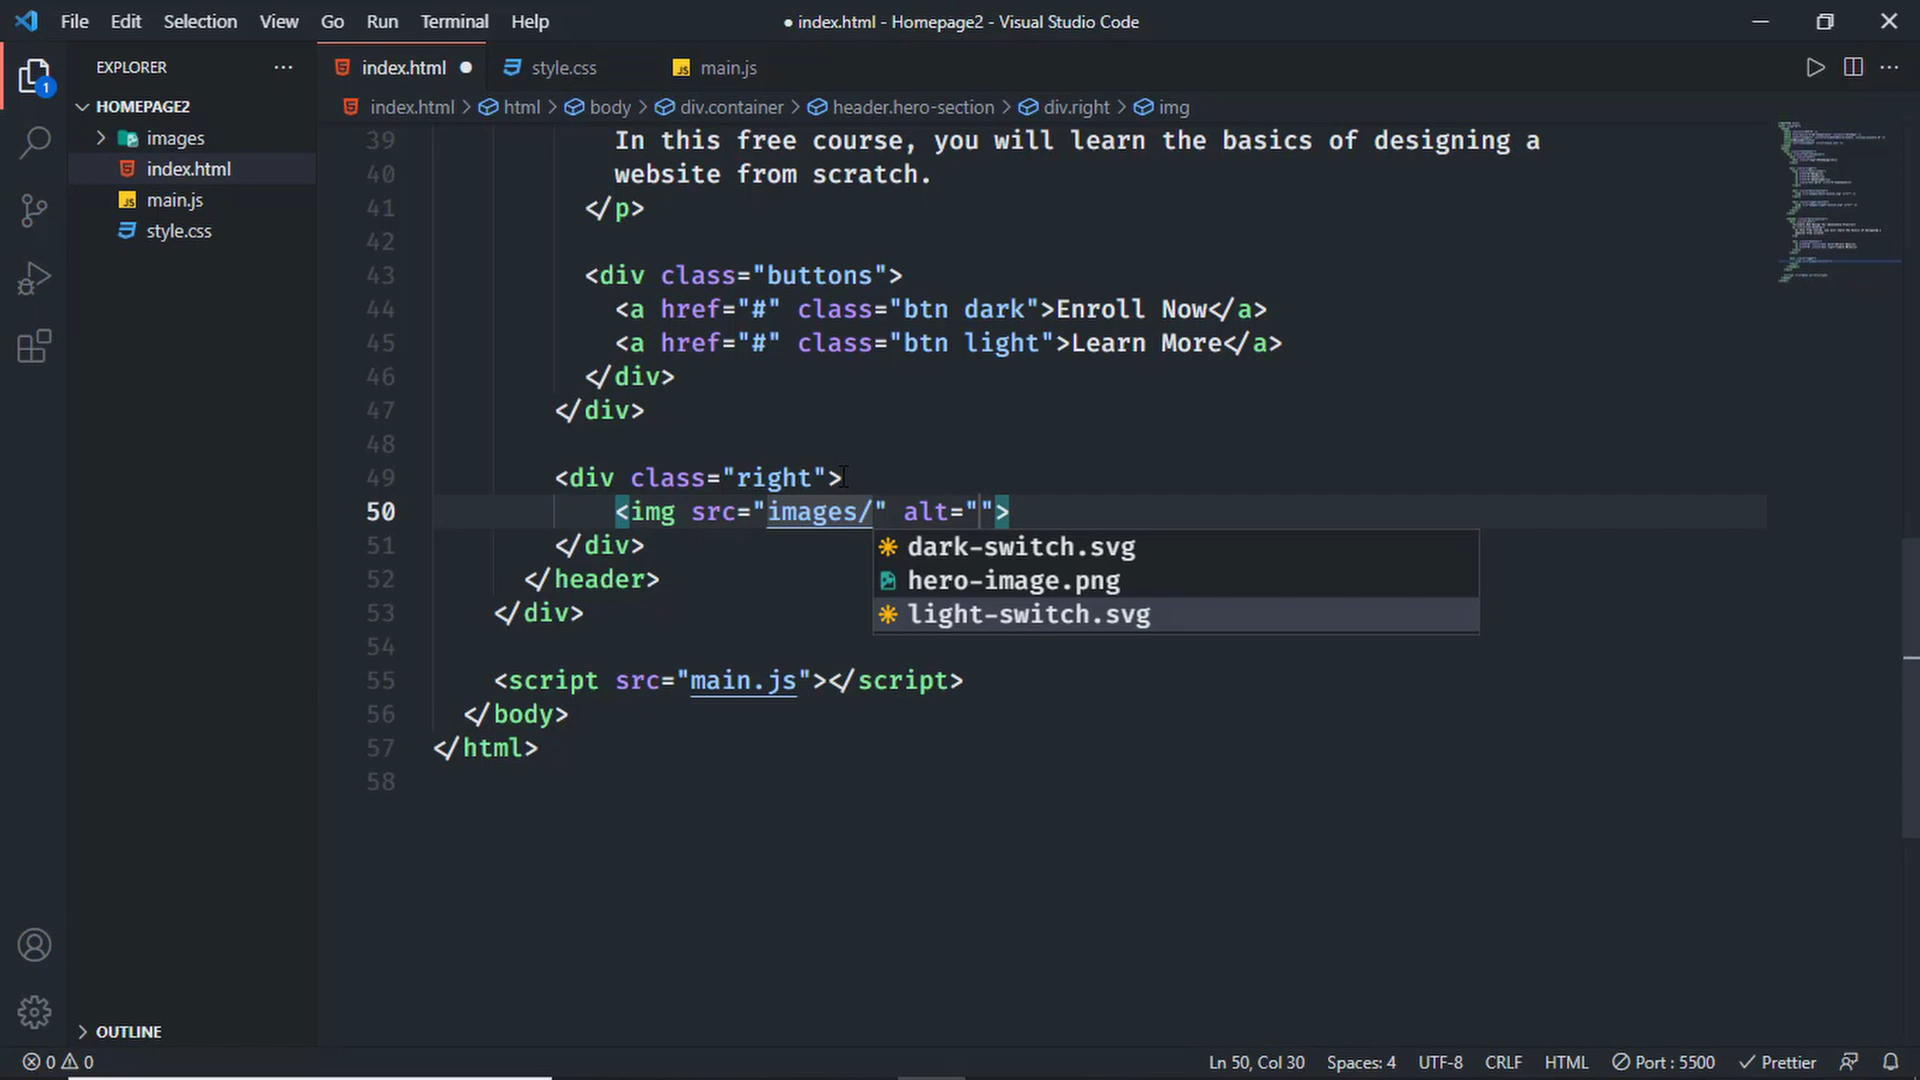 File Edit Selection View Go Run Terminal Help
● index.html - Homepage2 - Visual Studio Code
EXPLORER
index.html
style.css
main.js
HOMEPAGE2
index.html > html > body > div.container > header.hero-section > div.right > img
images
index.html
main.js
style.css
39 In this free course, you will learn the basics of designing a
40 website from scratch.
41 </p>
42
43 <div class="buttons">
44 <a href="#" class="btn dark">Enroll Now</a>
45 <a href="#" class="btn light">Learn More</a>
46 </div>
47 </div>
48
49 <div class="right">
50 <img src="images/" alt="">
dark-switch.svg
hero-image.png
light-switch.svg
51 </div>
52 </header>
53 </div>
54
55 <script src="main.js"></script>
56 </body>
57 </html>
58
1
OUTLINE
0 0
Ln 50, Col 30 Spaces: 4 UTF-8 CRLF HTML Port : 5500 Prettier